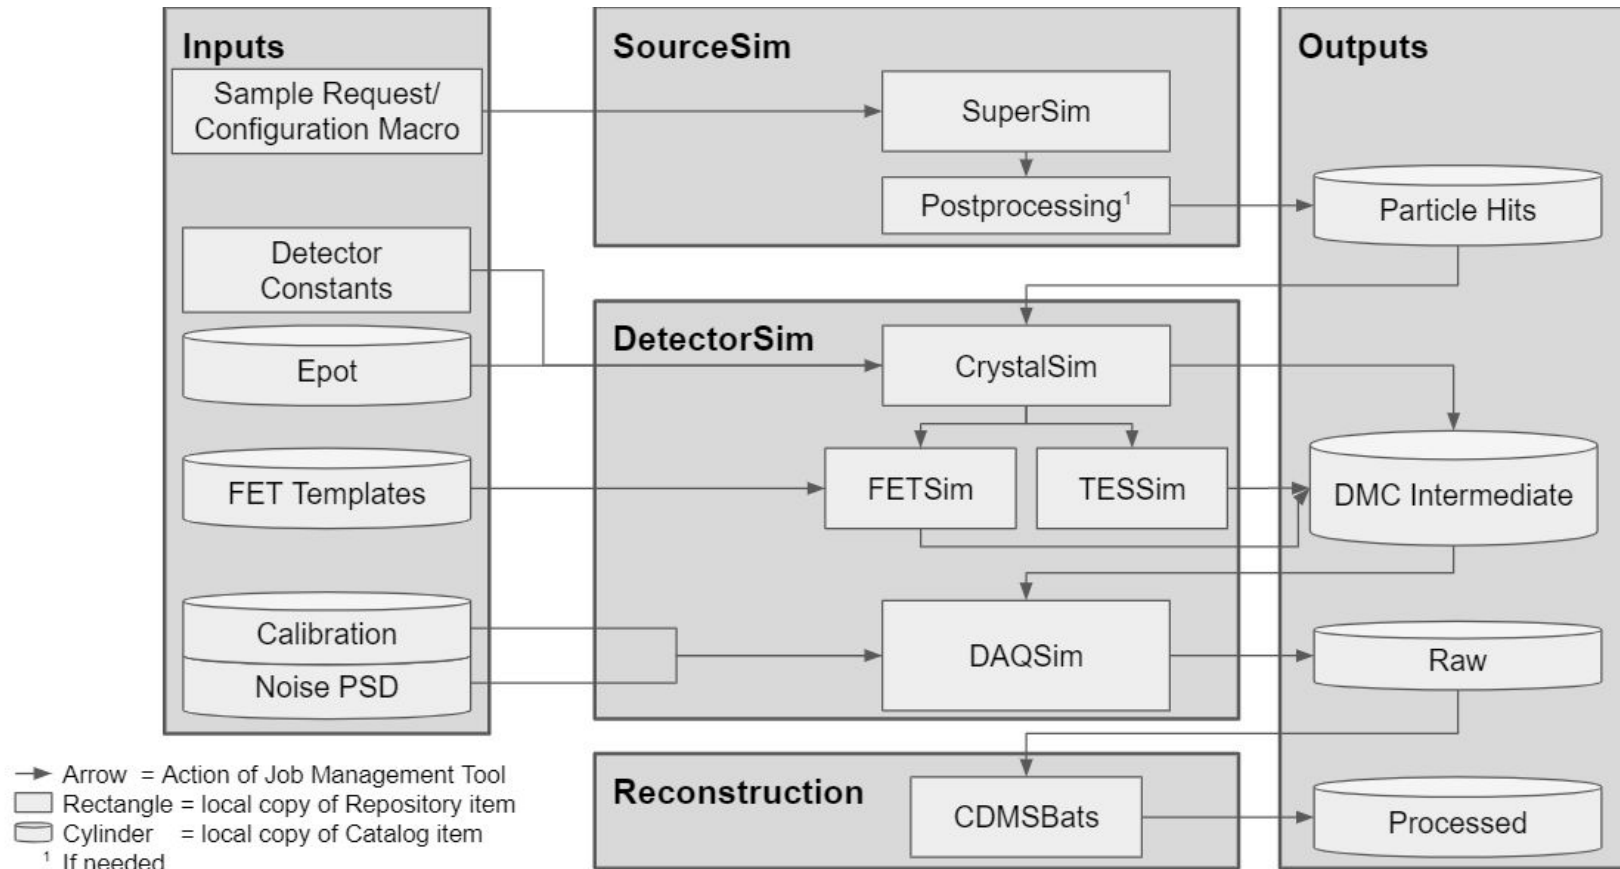 Inputs
Sample Request/
Configuration Macro
Detector
Constants
Epot
FET Templates
Calibration
Noise PSD
SourceSim
SuperSim
Postprocessing¹
DetectorSim
CrystalSim
FETSim
TESSim
DAQSim
Reconstruction
CDMSBats
Outputs
Particle Hits
DMC Intermediate
Raw
Processed
Arrow = Action of Job Management Tool
Rectangle = local copy of Repository item
Cylinder = local copy of Catalog item
¹ If needed